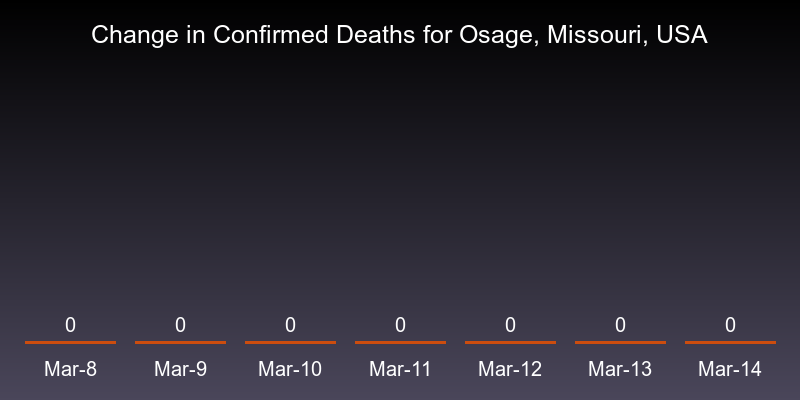 Change in Confirmed Deaths for Osage, Missouri, USA
0 0 0 0 0 0 0
Mar-8 Mar-9 Mar-10 Mar-11 Mar-12 Mar-13 Mar-14